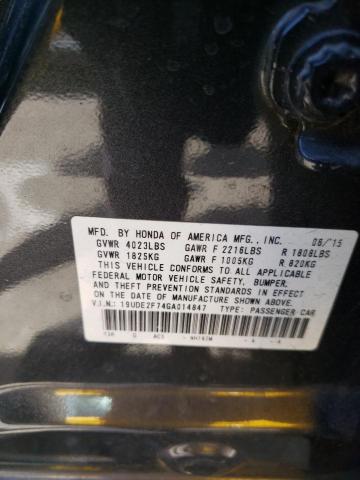 MFD. BY HONDA OF AMERICA MFG., INC. 06/15
GVWR 4023LBS GAWR F 2216LBS R 1808LBS
GVWR 1825KG GAWR F 1005KG R 820KG
THIS VEHICLE CONFORMS TO ALL APPLICABLE
FEDERAL MOTOR VEHICLE SAFETY, BUMPER,
AND THEFT PREVENTION STANDARDS IN EFFECT
ON THE DATE OF MANUFACTURE SHOWN ABOVE.
V.I.N.: 19UDE2F74GA014847 TYPE: PASSENGER CAR